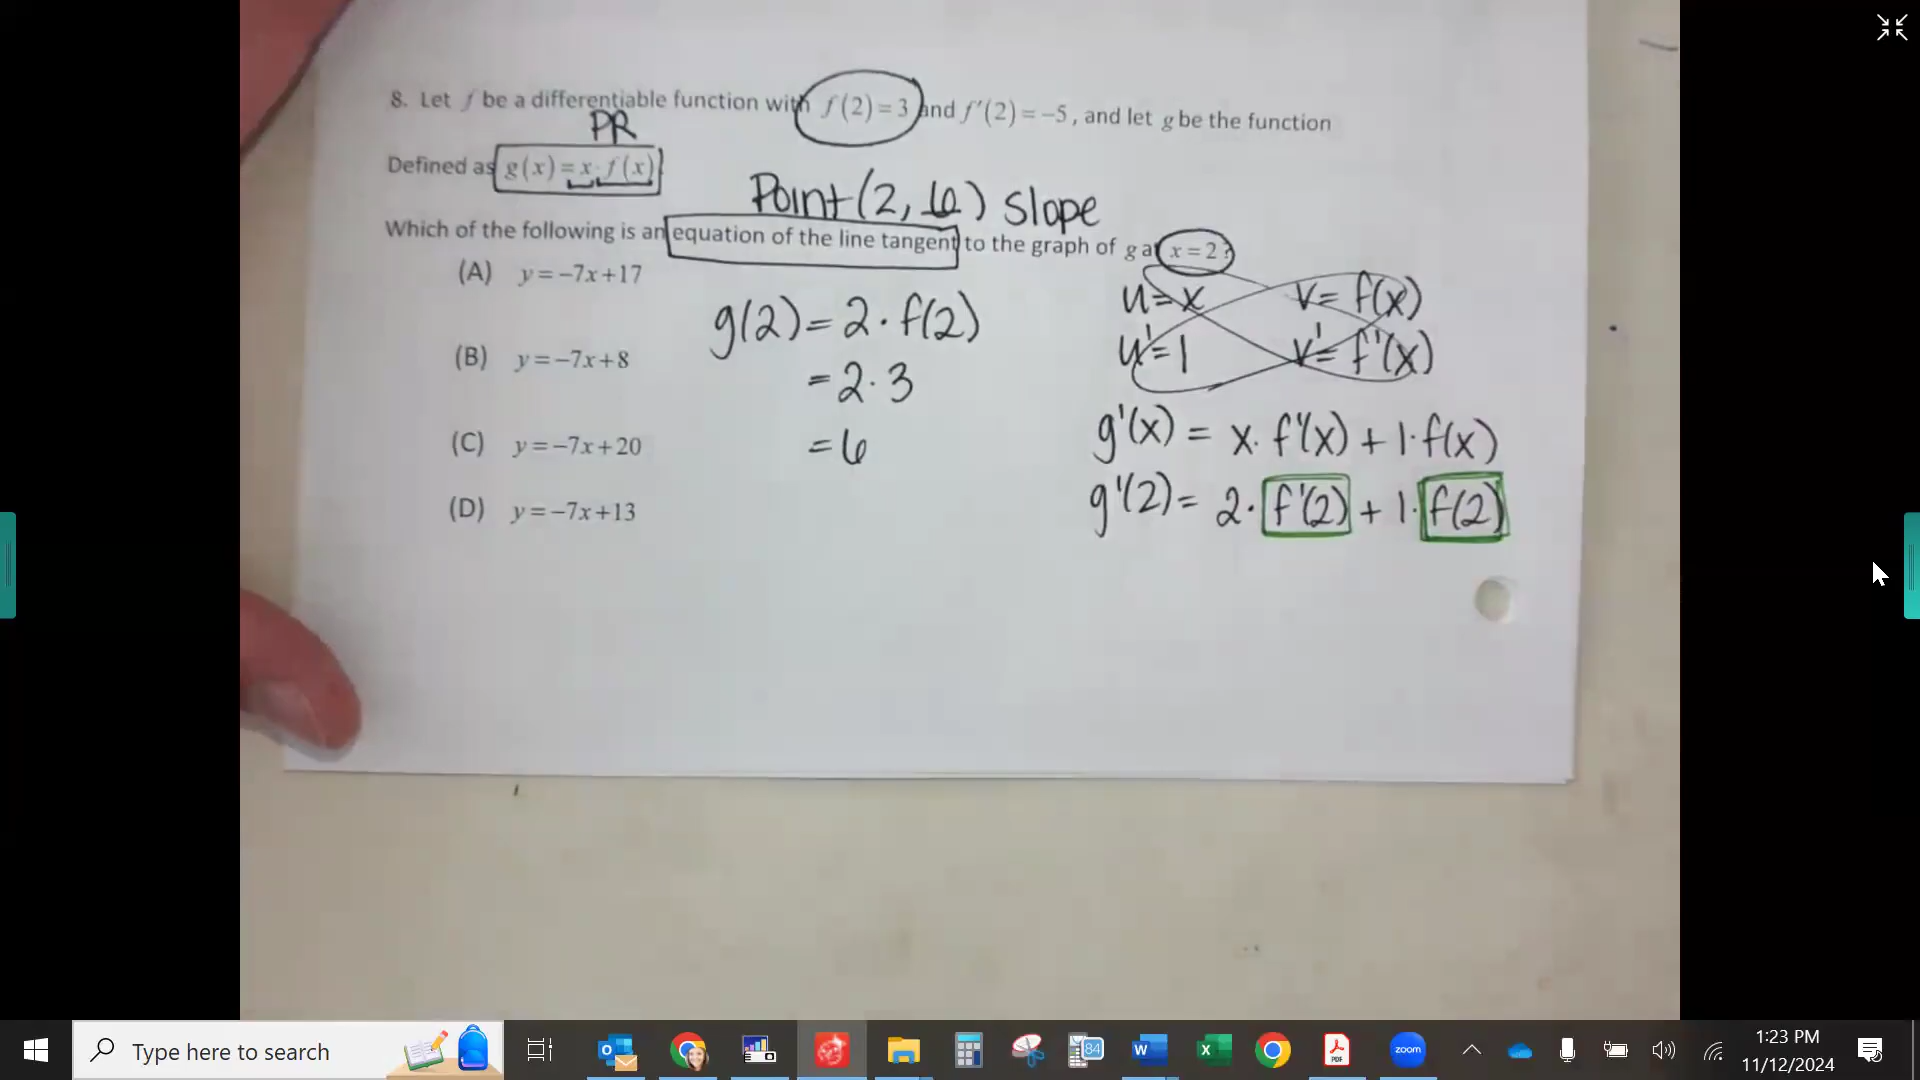 8. Let f be a differentiable function with f(2)=3 and f'(2)=-5, and let g be the function
PR
Defined as g(x)=x·f(x)
Point(2, 6) Slope
Which of the following is an equation of the line tangent to the graph of g at x=2?
(A) y=-7x+17
(B) y=-7x+8
(C) y=-7x+20
(D) y=-7x+13
g(2)=2·f(2)
=2·3
=6
u=x v=f(x)
u'=1 v'=f'(x)
g'(x)=x·f'(x)+1·f(x)
g'(2)=2·f'(2)+1·f(2)
Type here to search
84
W
zoom
1:23 PM
11/12/2024